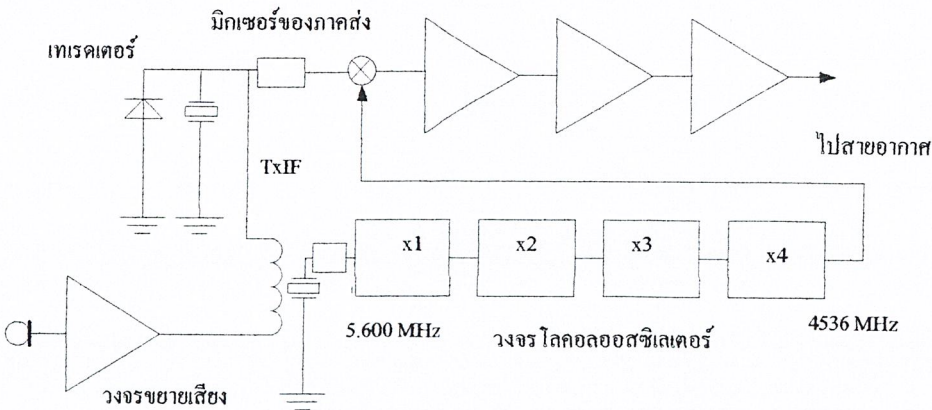 มิกเซอร์ของภาคส่ง
เทเรดเตอร์
ไปสายอากาศ
TxIF
x1
x2
x3
x4
5.600 MHz
วงจรโลคอลออสซิเลเตอร์
4536 MHz
วงจรขยายเสียง